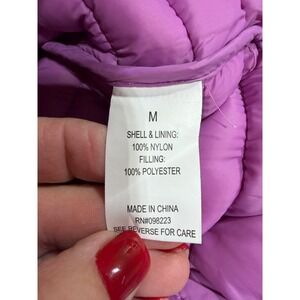 M
SHELL & LINING:
100% NYLON
FILLING:
100% POLYESTER
MADE IN CHINA
RN#098223
SEE REVERSE FOR CARE